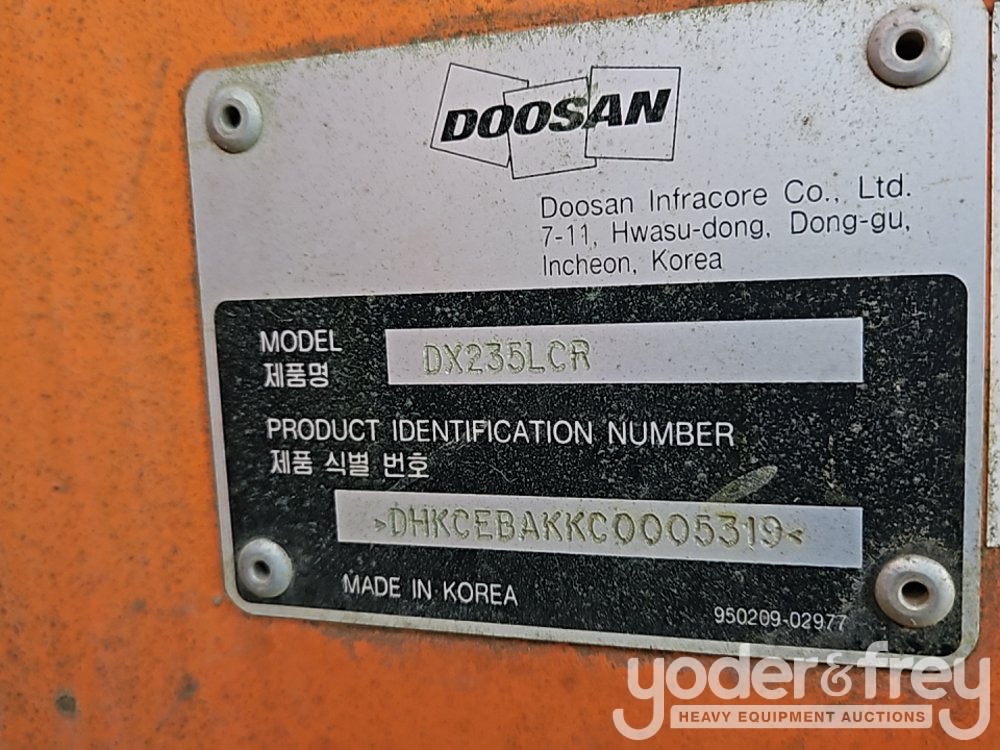 DOOSAN
Doosan Infracore Co., Ltd.
7-11, Hwasu-dong, Dong-gu,
Incheon, Korea
MODEL
제품명
DX235LCR
PRODUCT IDENTIFICATION NUMBER
제품 식별 번호
>DHKCEBAKKC0005319<
MADE IN KOREA
950209-02977
yoder&frey
HEAVY EQUIPMENT AUCTIONS